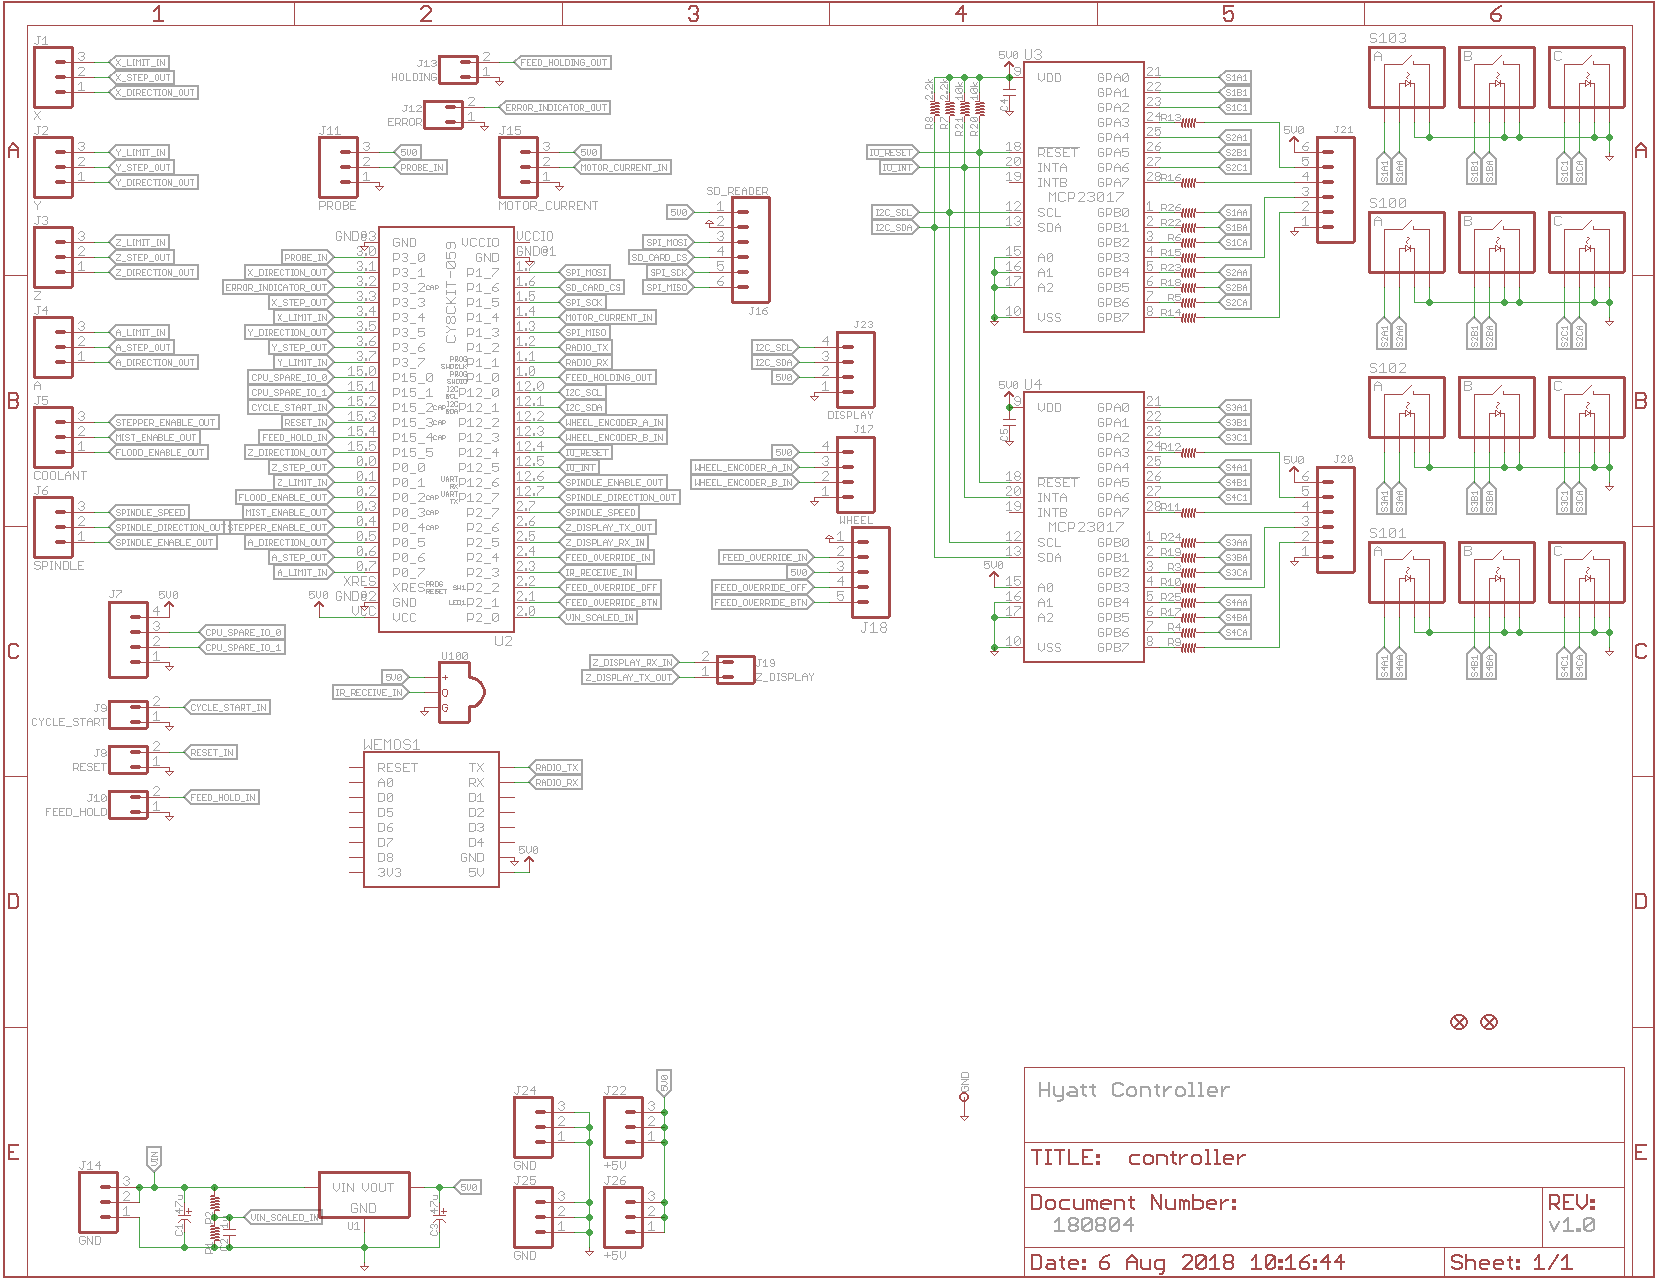 1 2 3 4 5 6
A
B
C
D
E
A
B
C
D
E
J1
3 X_LIMIT_IN
2 X_STEP_OUT
1 X_DIRECTION_OUT
X
J2
3 Y_LIMIT_IN
2 Y_STEP_OUT
1 Y_DIRECTION_OUT
Y
J3
3 Z_LIMIT_IN
2 Z_STEP_OUT
1 Z_DIRECTION_OUT
Z
J4
3 A_LIMIT_IN
2 A_STEP_OUT
1 A_DIRECTION_OUT
A
J5
3 STEPPER_ENABLE_OUT
2 MIST_ENABLE_OUT
1 FLOOD_ENABLE_OUT
COOLANT
J6
3 SPINDLE_SPEED
2 SPINDLE_DIRECTION_OUT
1 SPINDLE_ENABLE_OUT
SPINDLE
J7
5V0
4
3 CPU_SPARE_IO_0
2 CPU_SPARE_IO_1
1
J9
2 CYCLE_START_IN
1
CYCLE_START
J8
2 RESET_IN
1
RESET
J10
2 FEED_HOLD_IN
1
FEED_HOLD
J13
2 FEED_HOLDING_OUT
1
HOLDING
J12
2 ERROR_INDICATOR_OUT
1
ERROR
J11
3 5V0
2 PROBE_IN
1
PROBE
J15
3 5V0
2 MOTOR_CURRENT_IN
1
MOTOR_CURRENT
GND@3 GND
PROBE_IN 3.0 P3_0
X_DIRECTION_OUT 3.1 P3_1
ERROR_INDICATOR_OUT 3.2 P3_2 CAP
X_STEP_OUT 3.3 P3_3
X_LIMIT_IN 3.4 P3_4
Y_DIRECTION_OUT 3.5 P3_5
Y_STEP_OUT 3.6 P3_6
Y_LIMIT_IN 3.7 P3_7
CPU_SPARE_IO_0 15.0 P15_0
CPU_SPARE_IO_1 15.1 P15_1
CYCLE_START_IN 15.2 P15_2 CAP
RESET_IN 15.3 P15_3 CAP
FEED_HOLD_IN 15.4 P15_4 CAP
Z_DIRECTION_OUT 15.5 P15_5
Z_STEP_OUT 0.0 P0_0
Z_LIMIT_IN 0.1 P0_1
FLOOD_ENABLE_OUT 0.2 P0_2 CAP
MIST_ENABLE_OUT 0.3 P0_3 CAP
STEPPER_ENABLE_OUT 0.4 P0_4 CAP
A_DIRECTION_OUT 0.5 P0_5
A_STEP_OUT 0.6 P0_6
A_LIMIT_IN 0.7 P0_7
XRES XRES PROG RESET
5V0 GND@2 GND
VCC VCC
CY8CKIT-059
VCCIO VCCIO
GND GND@1
P1_7 1.7 SPI_MOSI
P1_6 1.6 SD_CARD_CS
P1_5 1.5 SPI_SCK
P1_4 1.4 MOTOR_CURRENT_IN
P1_3 1.3 SPI_MISO
P1_2 1.2 RADIO_TX
PROG SWDCLK P1_1 1.1 RADIO_RX
PROG SWDIO P1_0 1.0 FEED_HOLDING_OUT
I2C SCL P12_0 12.0 I2C_SCL
I2C SDA P12_1 12.1 I2C_SDA
P12_2 12.2 WHEEL_ENCODER_A_IN
P12_3 12.3 WHEEL_ENCODER_B_IN
P12_4 12.4 IO_RESET
P12_5 12.5 IO_INT
UART RX P12_6 12.6 SPINDLE_ENABLE_OUT
UART TX P12_7 12.7 SPINDLE_DIRECTION_OUT
P2_7 2.7 SPINDLE_SPEED
P2_6 2.6 Z_DISPLAY_TX_OUT
P2_5 2.5 Z_DISPLAY_RX_IN
P2_4 2.4 FEED_OVERRIDE_IN
P2_3 2.3 IR_RECEIVE_IN
SW1 P2_2 2.2 FEED_OVERRIDE_OFF
LED1 P2_1 2.1 FEED_OVERRIDE_BTN
P2_0 2.0 VIN_SCALED_IN
U2
U100
5V0 +
IR_RECEIVE_IN O
G
WEMOS1
RESET TX RADIO_TX
A0 RX RADIO_RX
D0 D1
D5 D2
D6 D3
D7 D4
D8 GND 5V0
3V3 5V
SD_READER
5V0 1
2
SPI_MOSI 3
SD_CARD_CS 4
SPI_SCK 5
SPI_MISO 6
J16
J23
I2C_SCL 4
I2C_SDA 3
5V0 2
1
DISPLAY
J17
5V0 4
WHEEL_ENCODER_A_IN 3
WHEEL_ENCODER_B_IN 2
1
WHEEL
1
FEED_OVERRIDE_IN 2
5V0 3
FEED_OVERRIDE_OFF 4
FEED_OVERRIDE_BTN 5
J18
Z_DISPLAY_RX_IN 2 J19
Z_DISPLAY_TX_OUT 1 Z_DISPLAY
5V0 U3
R8 2.2k R7 2.2k R21 10k R20 10k
C4
IO_RESET
IO_INT
I2C_SCL
I2C_SDA
9 VDD GPA0 21 S1A1
GPA1 22 S1B1
GPA2 23 S1C1
GPA3 24 R13
GPA4 25 S2A1
18 RESET GPA5 26 S2B1
20 INTA GPA6 27 S2C1
19 INTB GPA7 28 R16
MCP23017
12 SCL GPB0 1 R26 S1AA
13 SDA GPB1 2 R22 S1BA
GPB2 3 R6 S1CA
15 A0 GPB3 4 R15
16 A1 GPB4 5 R23 S2AA
17 A2 GPB5 6 R18 S2BA
GPB6 7 R5 S2CA
10 VSS GPB7 8 R14
5V0 J21
6
5
4
3
2
1
5V0 U4
C5
9 VDD GPA0 21 S3A1
GPA1 22 S3B1
GPA2 23 S3C1
GPA3 24 R12
GPA4 25 S4A1
18 RESET GPA5 26 S4B1
20 INTA GPA6 27 S4C1
19 INTB GPA7 28 R11
MCP23017
12 SCL GPB0 1 R24 S3AA
13 SDA GPB1 2 R19 S3BA
GPB2 3 R3 S3CA
5V0 15 A0 GPB3 4 R10
16 A1 GPB4 5 R25 S4AA
17 A2 GPB5 6 R17 S4BA
GPB6 7 R4 S4CA
10 VSS GPB7 8 R9
5V0 J20
6
5
4
3
2
1
S103
A B C
S1A1 S1AA S1B1 S1BA S1C1 S1CA
S100
A B C
S2A1 S2AA S2B1 S2BA S2C1 S2CA
S102
A B C
S3A1 S3AA S3B1 S3BA S3C1 S3CA
S101
A B C
S4A1 S4AA S4B1 S4BA S4C1 S4CA
J14
3
2
1
GND
VIN
C1 47u
R2
R1
VIN_SCALED_IN
VIN VOUT
GND
U1
C3 47u
5V0
J24
3
2
1
GND
J22
5V0
3
2
1
+5V
J25
3
2
1
GND
J26
3
2
1
+5V
GND
Hyatt Controller
TITLE: controller
Document Number:
180804
REV:
v1.0
Date: 6 Aug 2018 10:16:44
Sheet: 1/1